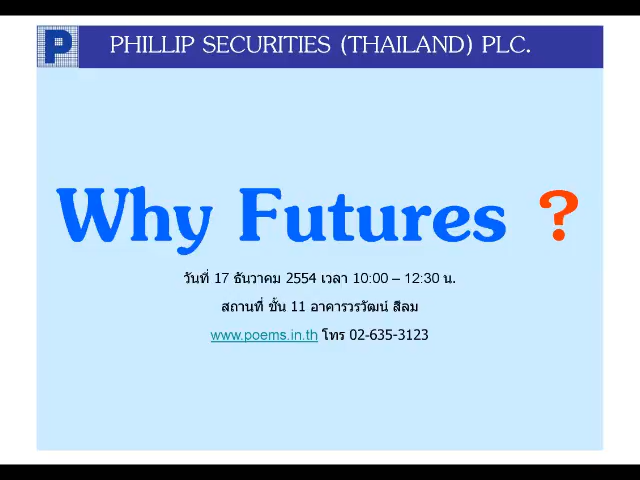 P
PHILLIP SECURITIES (THAILAND) PLC.
Why Futures ?
วันที่ 17 ธันวาคม 2554 เวลา 10:00 – 12:30 น.
สถานที่ ชั้น 11 อาคารวรวัฒน์ สีลม
www.poems.in.th โทร 02-635-3123